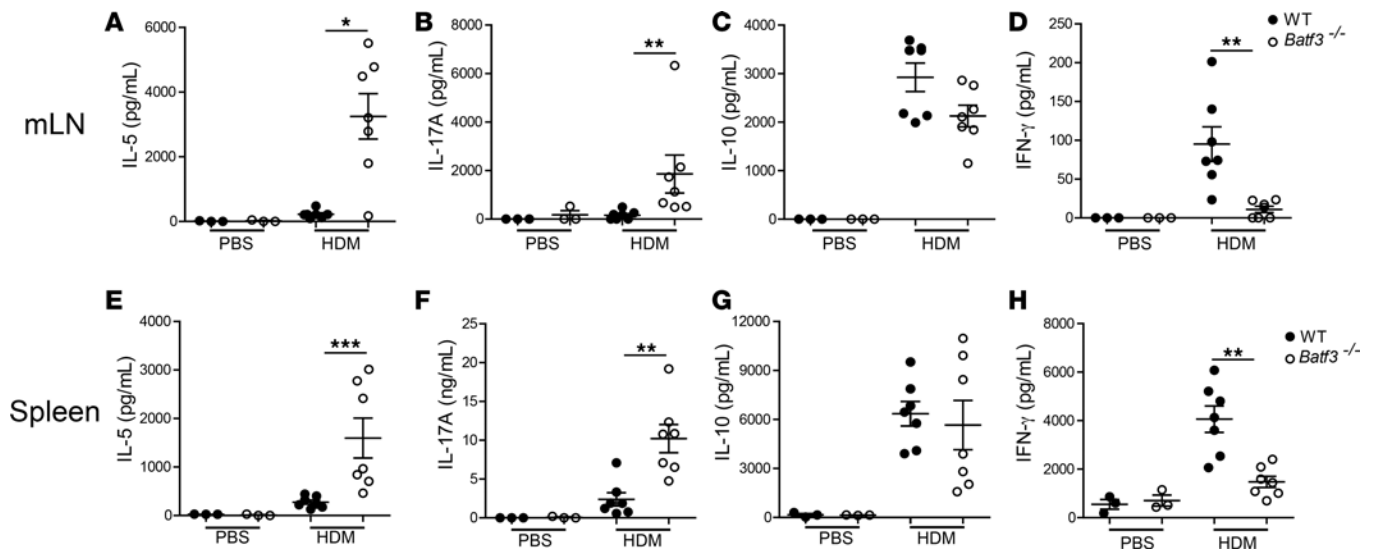 A
B
C
D
mLN
IL-5 (pg/mL)
6000
4000
2000
0
*
PBS
HDM
IL-17A (pg/mL)
8000
6000
4000
2000
0
**
PBS
HDM
IL-10 (pg/mL)
4000
3000
2000
1000
0
PBS
HDM
IFN-γ (pg/mL)
250
200
150
100
50
0
**
PBS
HDM
WT
Batf3 -/-
E
F
G
H
Spleen
IL-5 (pg/mL)
4000
3000
2000
1000
0
***
PBS
HDM
IL-17A (ng/mL)
25
20
15
10
5
0
**
PBS
HDM
IL-10 (pg/mL)
12000
9000
6000
3000
0
PBS
HDM
IFN-γ (pg/mL)
8000
6000
4000
2000
0
**
PBS
HDM
WT
Batf3 -/-